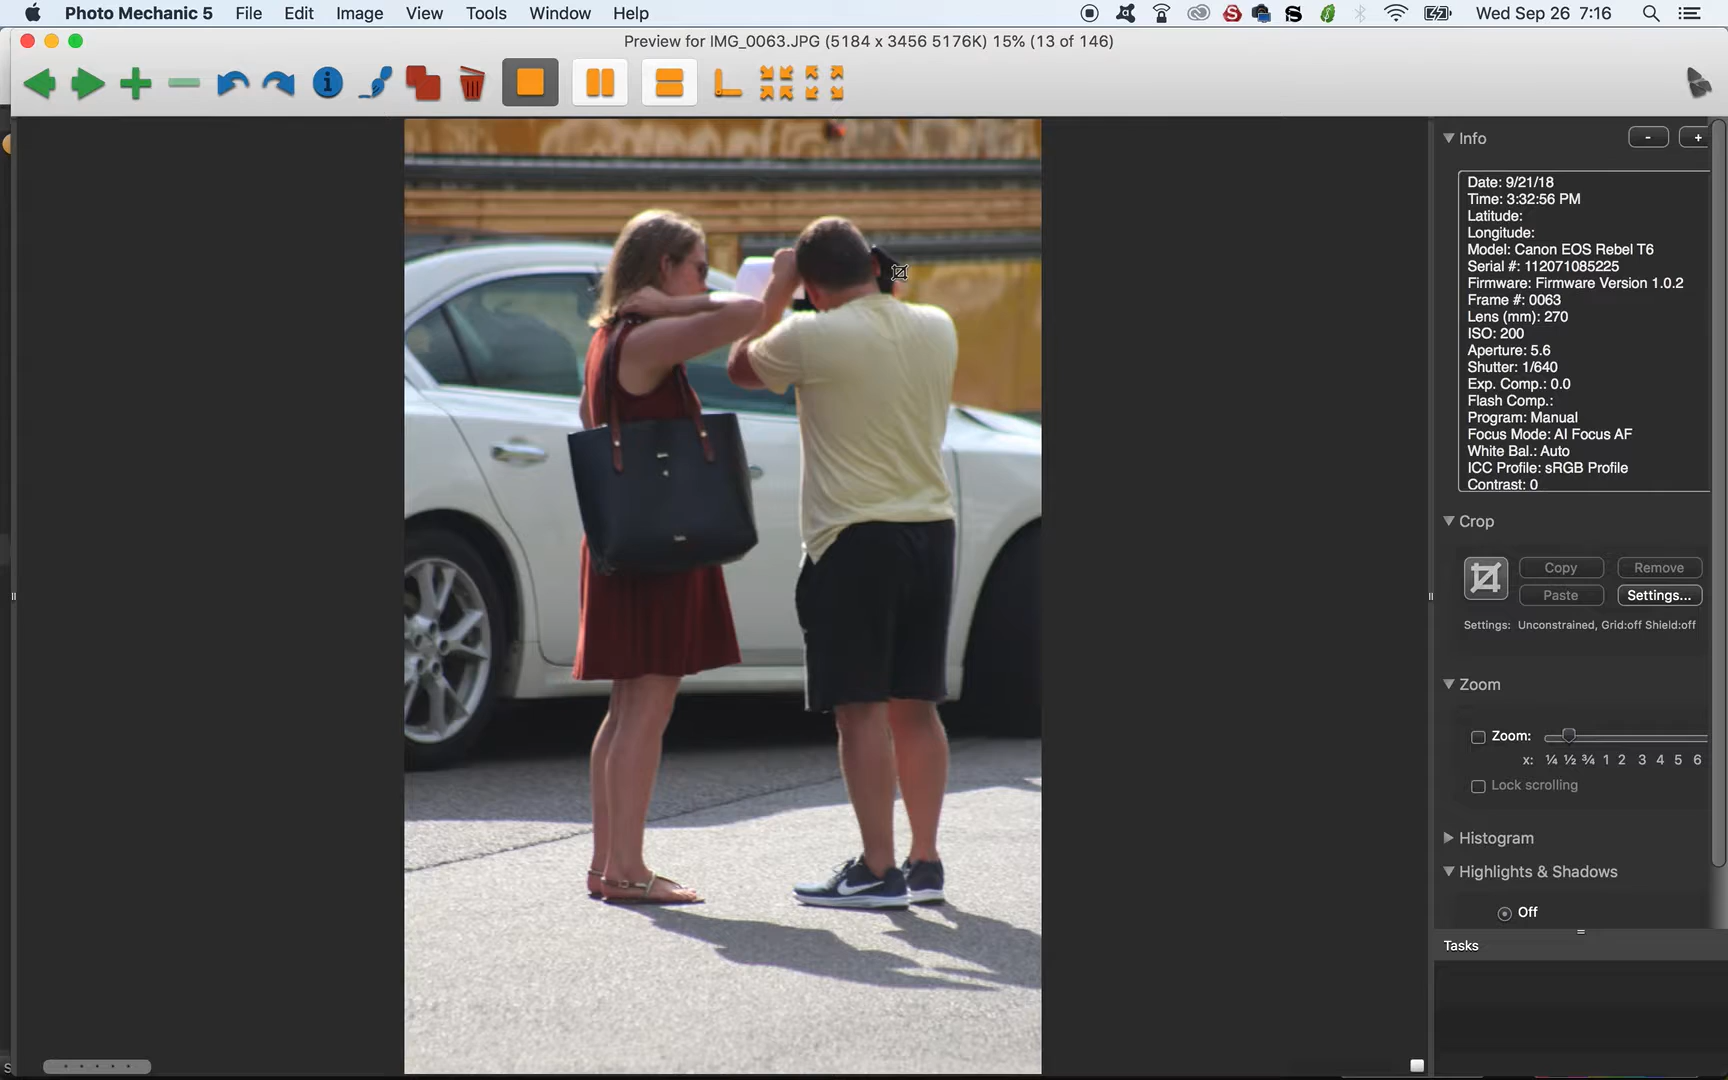 Photo Mechanic 5 File Edit Image View Tools Window Help Wed Sep 26 7:16
Preview for IMG_0063.JPG (5184 x 3456 5176K) 15% (13 of 146)
Info - +
Date: 9/21/18
Time: 3:32:56 PM
Latitude:
Longitude:
Model: Canon EOS Rebel T6
Serial #: 112071085225
Firmware: Firmware Version 1.0.2
Frame #: 0063
Lens (mm): 270
ISO: 200
Aperture: 5.6
Shutter: 1/640
Exp. Comp.: 0.0
Flash Comp.:
Program: Manual
Focus Mode: AI Focus AF
White Bal.: Auto
ICC Profile: sRGB Profile
Contrast: 0
Crop
Copy Remove
Paste Settings...
Settings: Unconstrained, Grid:off Shield:off
Zoom
Zoom:
x: ¼ ½ ¾ 1 2 3 4 5 6
Lock scrolling
Histogram
Highlights & Shadows
Off
Tasks
S